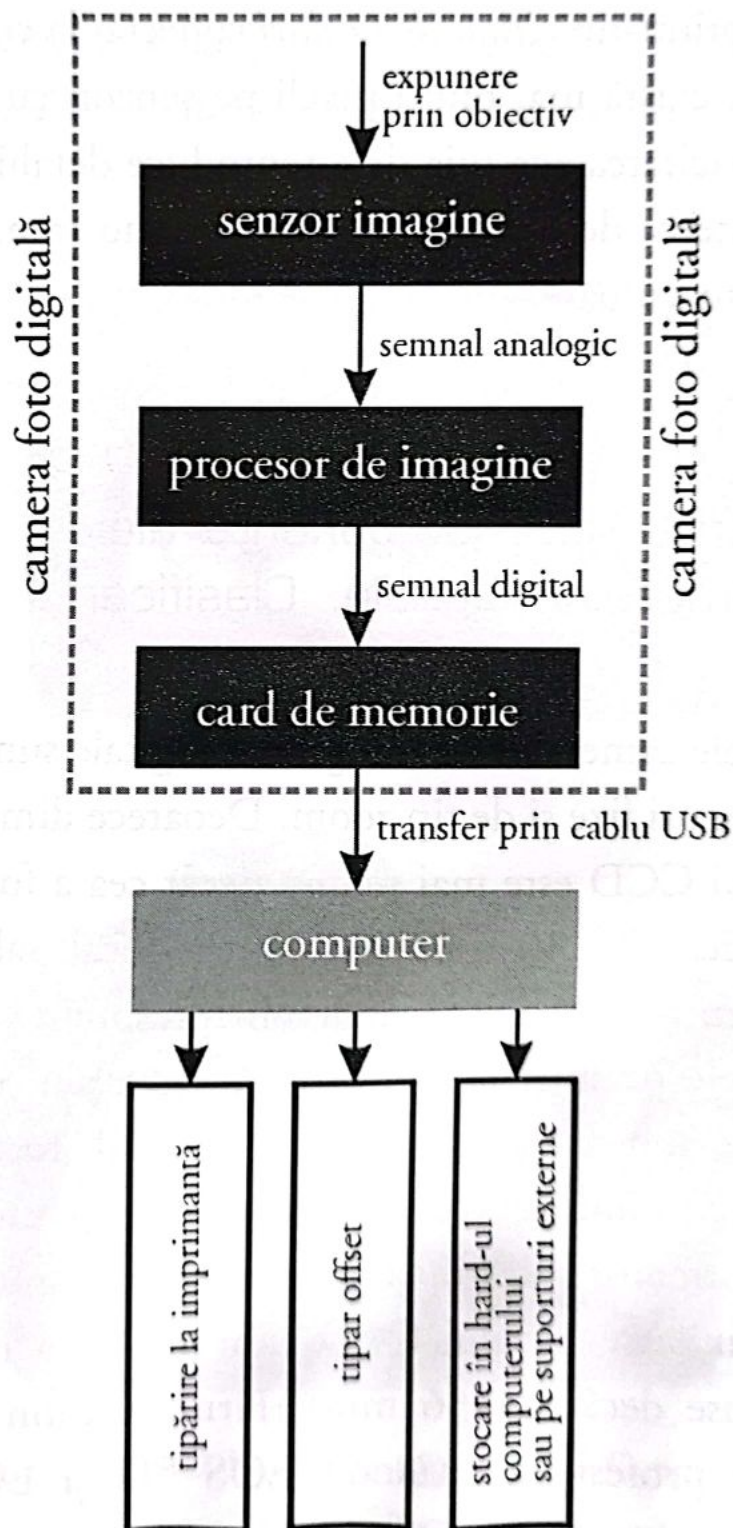 expunere
prin obiectiv
senzor imagine
camera foto digitală
camera foto digitală
semnal analogic
procesor de imagine
semnal digital
card de memorie
transfer prin cablu USB
computer
tipărire la imprimantă
tipar offset
stocare în hard-ul
computerului
sau pe suporturi externe